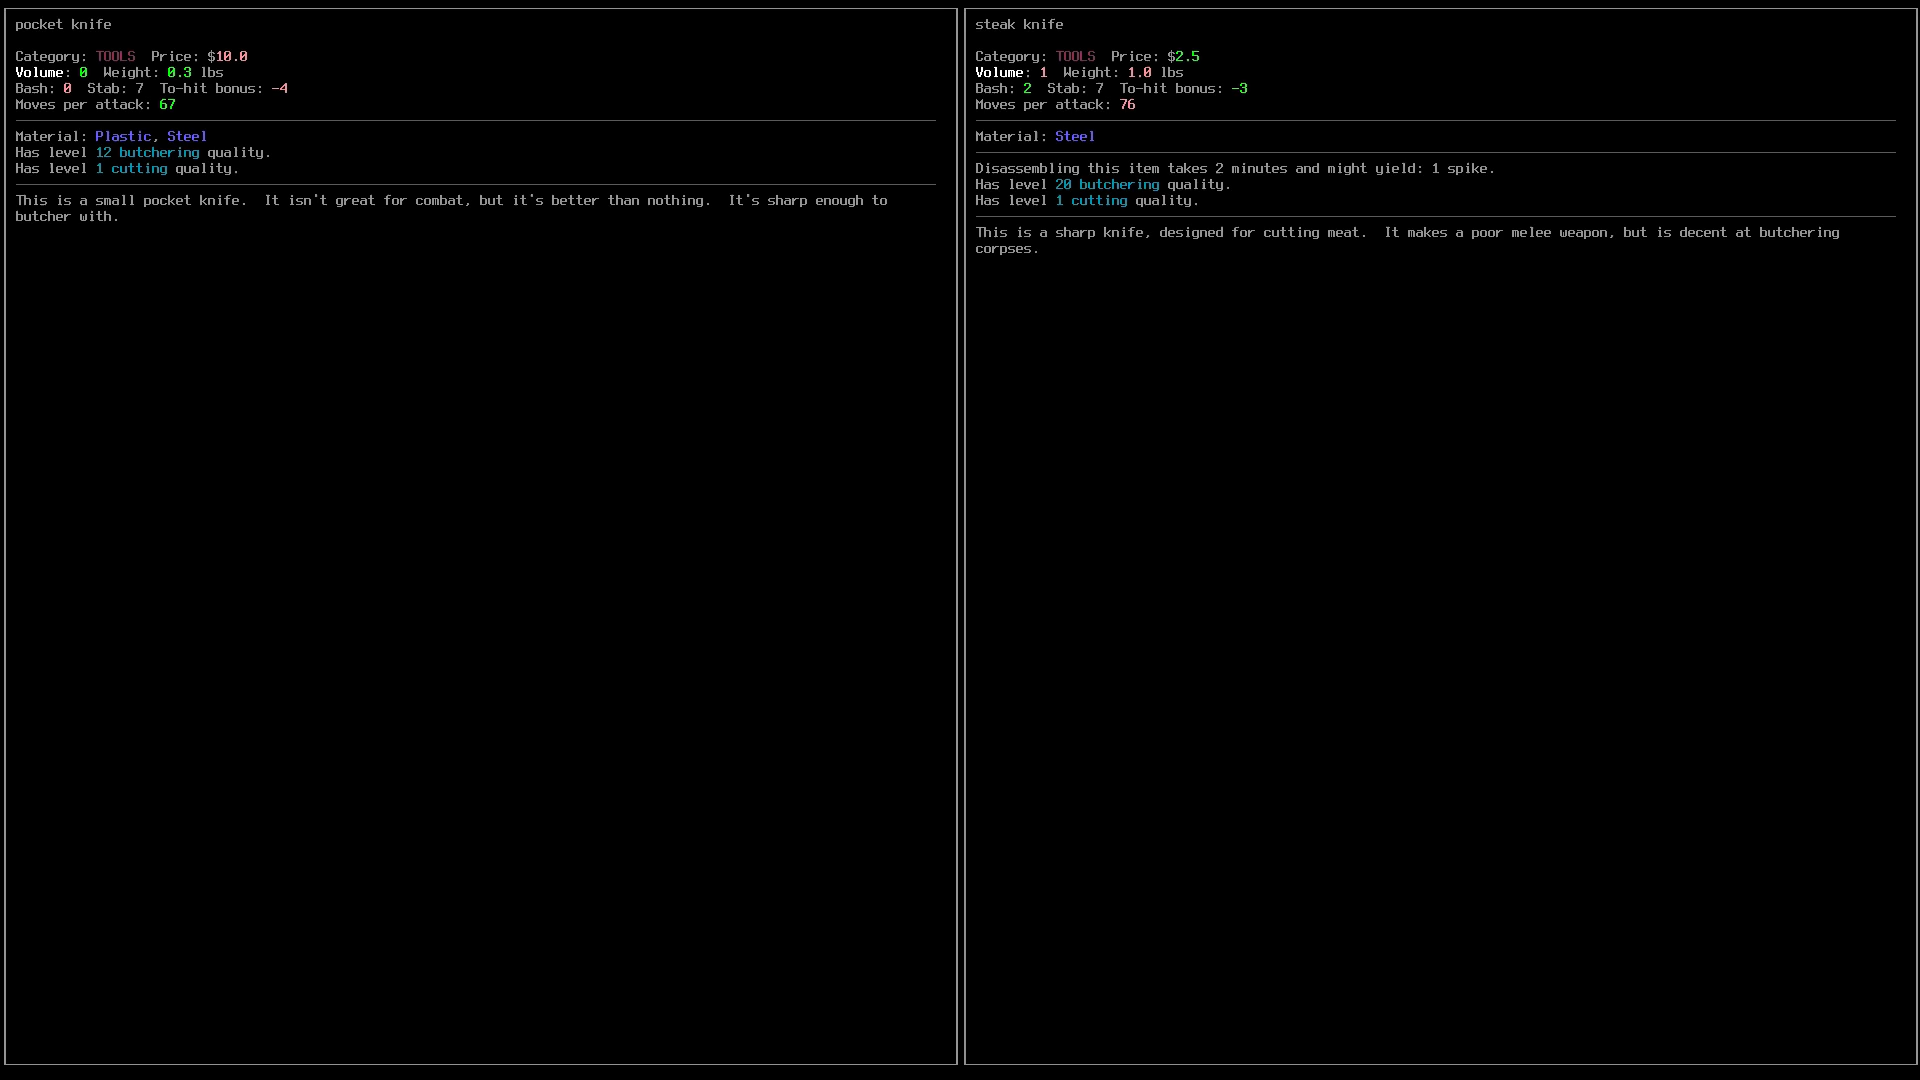 pocket knife
Category: TOOLS  Price: $10.0
Volume: 0  Weight: 0.3 lbs
Bash: 0  Stab: 7  To-hit bonus: -4
Moves per attack: 67
Material: Plastic, Steel
Has level 12 butchering quality.
Has level 1 cutting quality.
This is a small pocket knife.  It isn't great for combat, but it's better than nothing.  It's sharp enough to
butcher with.
steak knife
Category: TOOLS  Price: $2.5
Volume: 1  Weight: 1.0 lbs
Bash: 2  Stab: 7  To-hit bonus: -3
Moves per attack: 76
Material: Steel
Disassembling this item takes 2 minutes and might yield: 1 spike.
Has level 20 butchering quality.
Has level 1 cutting quality.
This is a sharp knife, designed for cutting meat.  It makes a poor melee weapon, but is decent at butchering
corpses.